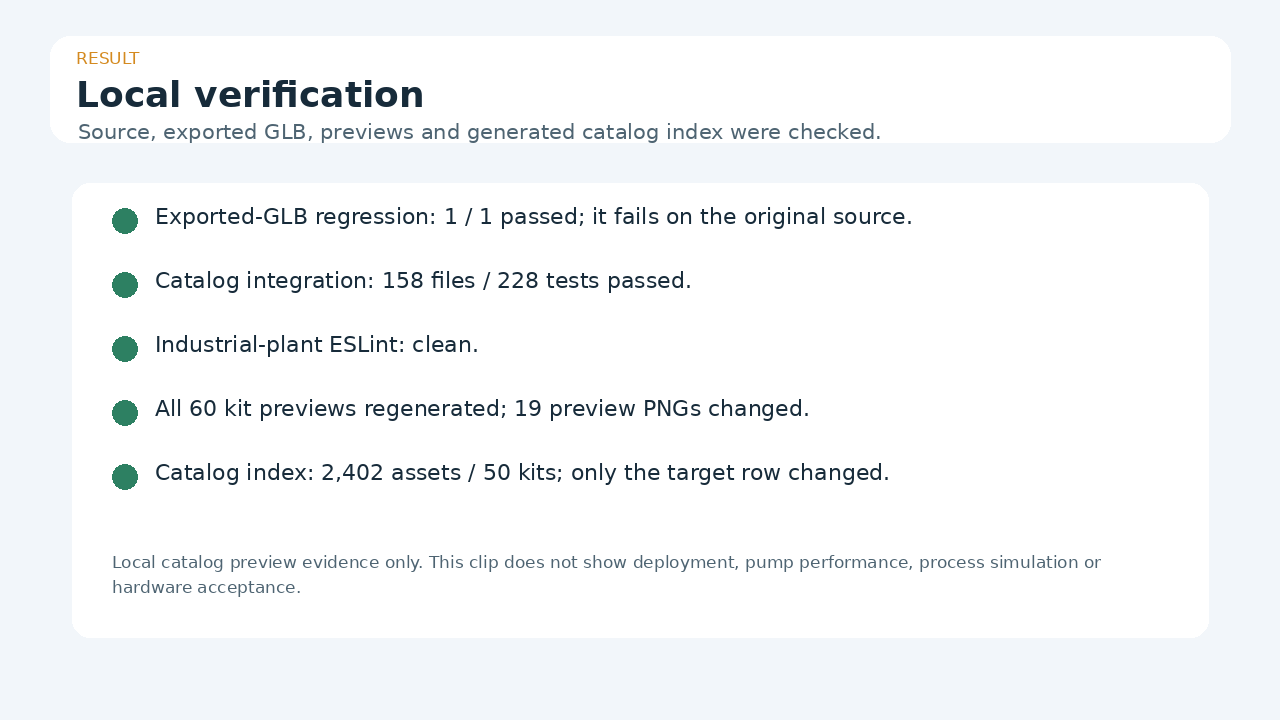 RESULT
Local verification
Source, exported GLB, previews and generated catalog index were checked.
Exported-GLB regression: 1 / 1 passed; it fails on the original source.
Catalog integration: 158 files / 228 tests passed.
Industrial-plant ESLint: clean.
All 60 kit previews regenerated; 19 preview PNGs changed.
Catalog index: 2,402 assets / 50 kits; only the target row changed.
Local catalog preview evidence only. This clip does not show deployment, pump performance, process simulation or
hardware acceptance.